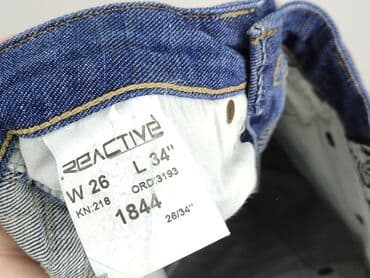 REACTIVE
W 26 L 34"
KN:218 ORD:3193
1844
26/34"